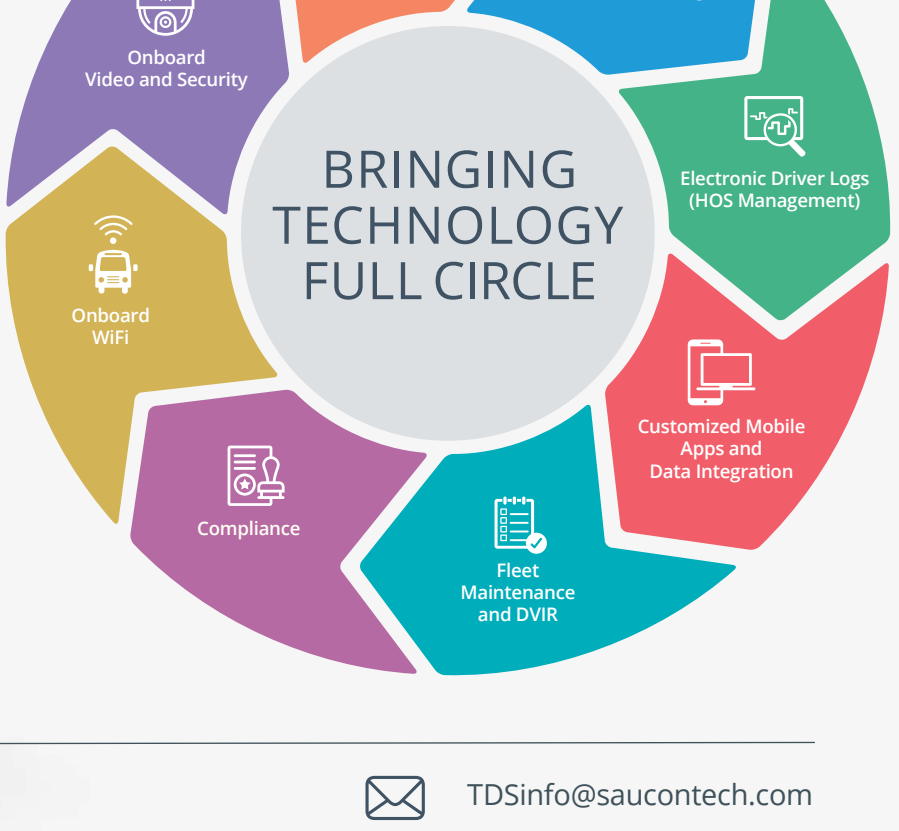 Onboard
Video and Security
BRINGING
TECHNOLOGY
FULL CIRCLE
Electronic Driver Logs
(HOS Management)
Onboard
WiFi
Customized Mobile
Apps and
Data Integration
Compliance
Fleet
Maintenance
and DVIR
TDSinfo@saucontech.com